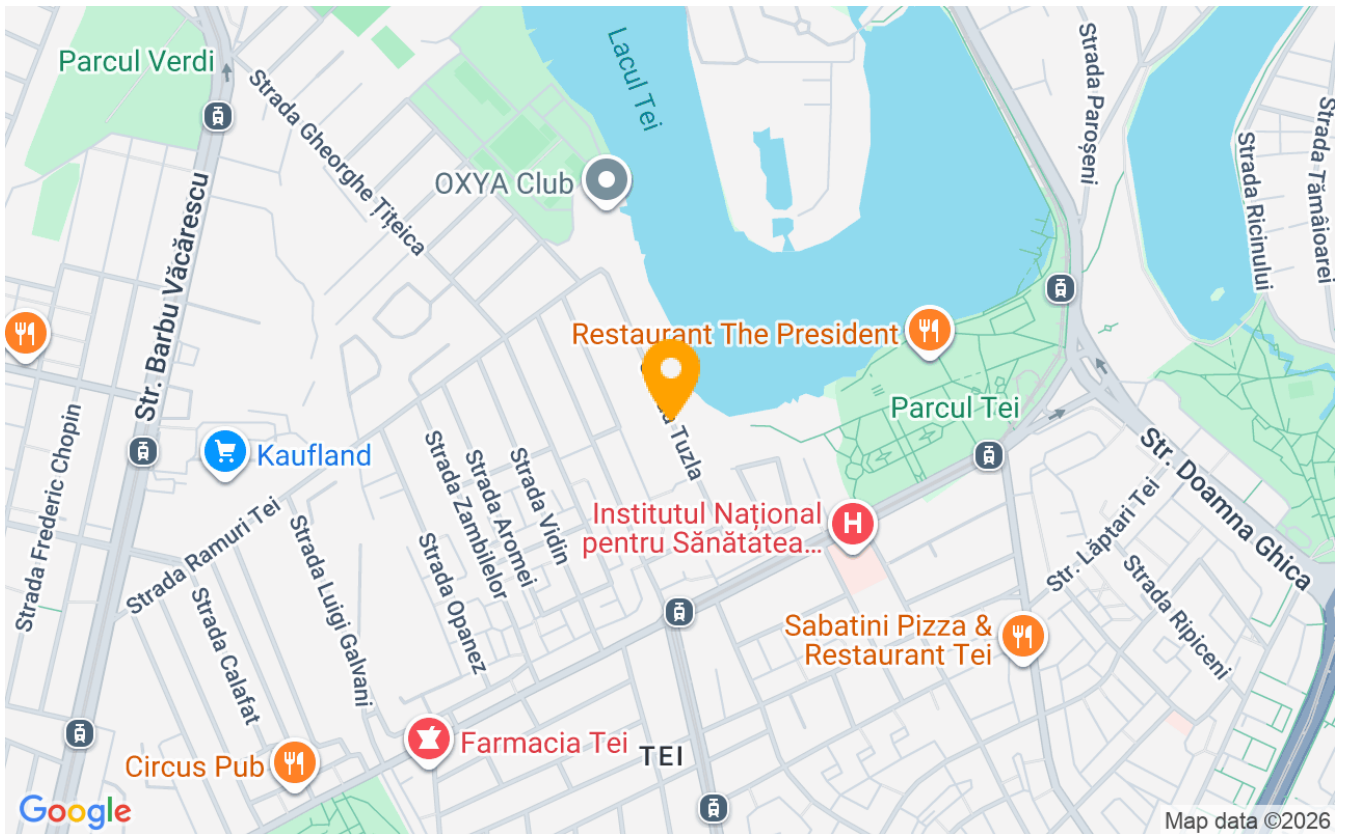 Parcul Verdi
Strada Gheorghe Țițeica
Lacul Tei
Strada Paroșeni
Strada Ricinului
Strada Tămâioarei
OXYA Club
Str. Barbu Văcărescu
Restaurant The President
Parcul Tei
Strada Frederic Chopin
Kaufland
Tuzla
Strada Zambilelor
Strada Aromei
Strada Vidin
Str. Doamna Ghica
Institutul Național
pentru Sănătatea...
H
Strada Ramuri Tei
Strada Luigi Galvani
Strada Opanez
Str. Lăptari Tei
Strada Ripiceni
Strada Calafat
Sabatini Pizza &
Restaurant Tei
Farmacia Tei
TEI
Circus Pub
Google
Map data ©2026